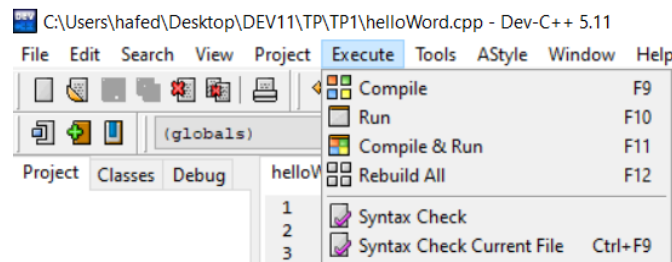 C:\Users\hafed\Desktop\DEV11\TP\TP1\helloWord.cpp - Dev-C++ 5.11
File Edit Search View Project Execute Tools AStyle Window Help
Compile F9
(globals) Run F10
Compile & Run F11
Project Classes Debug helloW Rebuild All F12
1
2 Syntax Check
3 Syntax Check Current File Ctrl+F9